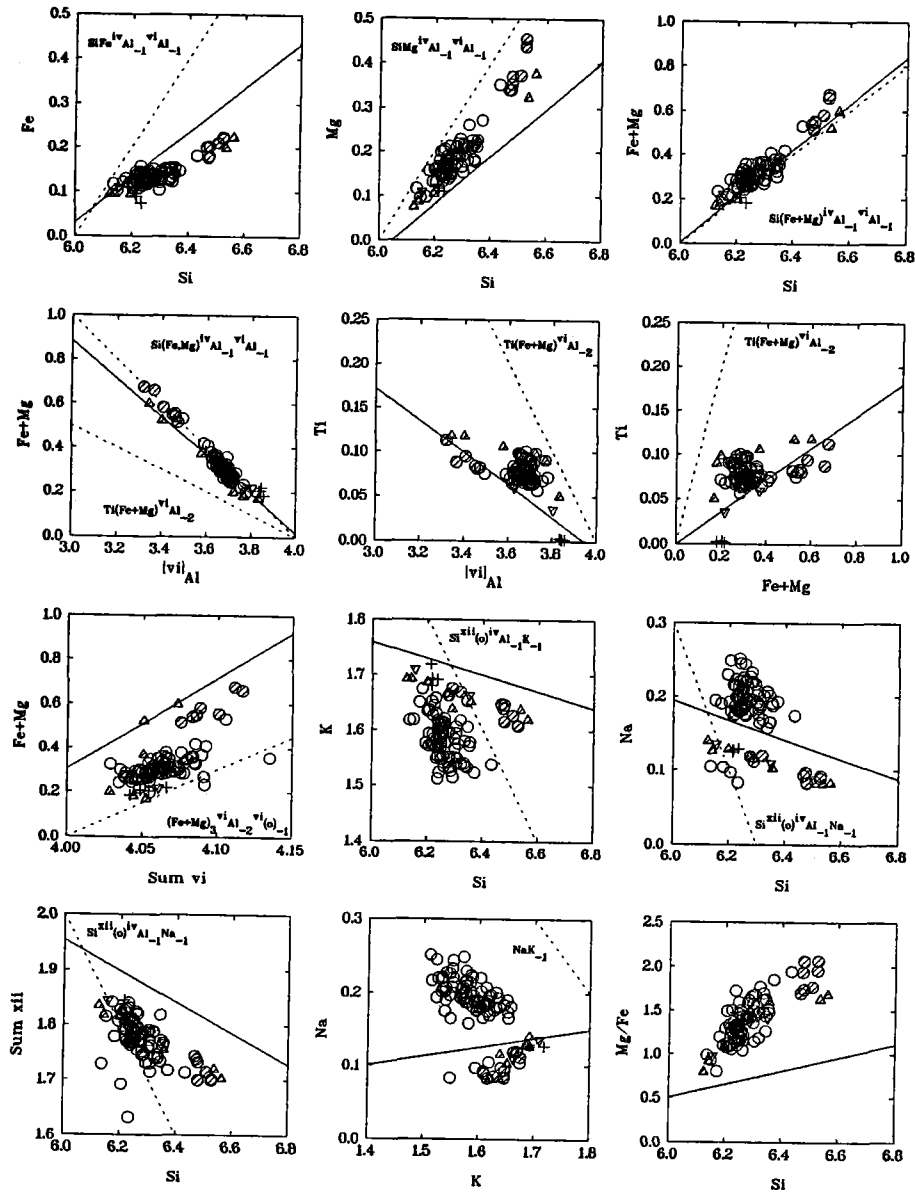 SiFe^iv Al_-1^vi Al_-1
0.5
0.4
0.3
0.2
0.1
0.0
Fe
6.0 6.2 6.4 6.6 6.8
Si
SiMg^iv Al_-1^vi Al_-1
0.5
0.4
0.3
0.2
0.1
0.0
Mg
6.0 6.2 6.4 6.6 6.8
Si
1.0
0.8
0.6
0.4
0.2
0.0
Fe+Mg
Si(Fe+Mg)^iv Al_-1^vi Al_-1
6.0 6.2 6.4 6.6 6.8
Si
1.0
0.8
0.6
0.4
0.2
0.0
Fe+Mg
Si(Fe,Mg)^iv Al_-1^vi Al_-1
Ti(Fe+Mg)^vi Al_-2
3.0 3.2 3.4 3.6 3.8 4.0
[vi]Al
0.25
0.20
0.15
0.10
0.05
0.00
Ti
Ti(Fe+Mg)^vi Al_-2
3.0 3.2 3.4 3.6 3.8 4.0
[vi]Al
0.25
0.20
0.15
0.10
0.05
0.00
Ti
Ti(Fe+Mg)^vi Al_-2
0.0 0.2 0.4 0.6 0.8 1.0
Fe+Mg
1.0
0.8
0.6
0.4
0.2
0.0
Fe+Mg
(Fe+Mg)_3^vi Al_-2^vi(o)_-1
4.00 4.05 4.10 4.15
Sum vi
1.8
1.7
1.6
1.5
1.4
K
Si^xii(o)^iv Al_-1 K_-1
6.0 6.2 6.4 6.6 6.8
Si
0.3
0.2
0.1
0.0
Na
Si^xii(o)^iv Al_-1 Na_-1
6.0 6.2 6.4 6.6 6.8
Si
2.0
1.9
1.8
1.7
1.6
Sum xii
Si^xii(o)^iv Al_-1 Na_-1
6.0 6.2 6.4 6.6 6.8
Si
0.3
0.2
0.1
0.0
Na
NaK_-1
1.4 1.5 1.6 1.7 1.8
K
2.5
2.0
1.5
1.0
0.5
0.0
Mg/Fe
6.0 6.2 6.4 6.6 6.8
Si